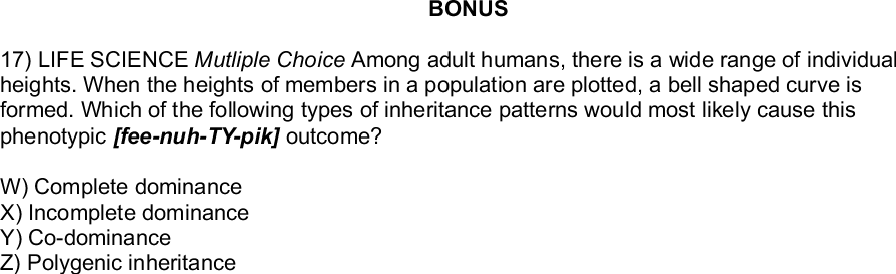 BONUS
17) LIFE SCIENCE Mutliple Choice Among adult humans, there is a wide range of individual
heights. When the heights of members in a population are plotted, a bell shaped curve is
formed. Which of the following types of inheritance patterns would most likely cause this
phenotypic [fee-nuh-TY-pik] outcome?
W) Complete dominance
X) Incomplete dominance
Y) Co-dominance
Z) Polygenic inheritance